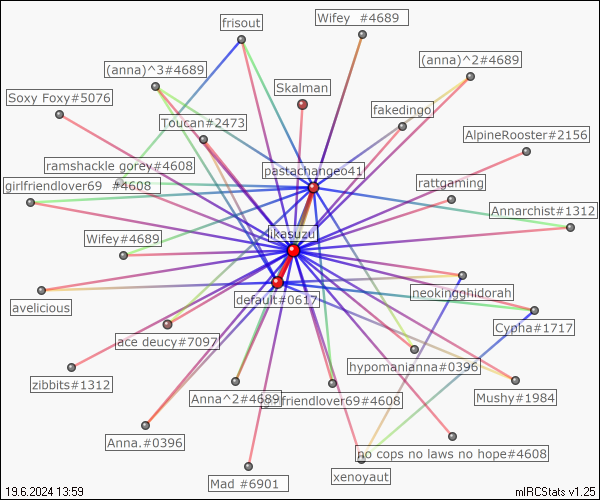 frisout
Wifey #4689
(anna)^3#4689
(anna)^2#4689
Skalman
Soxy Foxy#5076
fakedingo
Toucan#2473
AlpineRooster#2156
ramshackle gorey#4608
pastachangeo41
girlfriendlover69 #4608
rattgaming
Annarchist#1312
ikasuzu
Wifey#4689
neokingghidorah
default#0617
avelicious
Cypha#1717
ace deucy#7097
hypomanianna#0396
zibbits#1312
Mushy#1984
Anna^2#4689
friendlover69#4608
Anna.#0396
no cops no laws no hope#4608
xenoyaut
Mad #6901
19.6.2024 13:59
mIRCStats v1.25